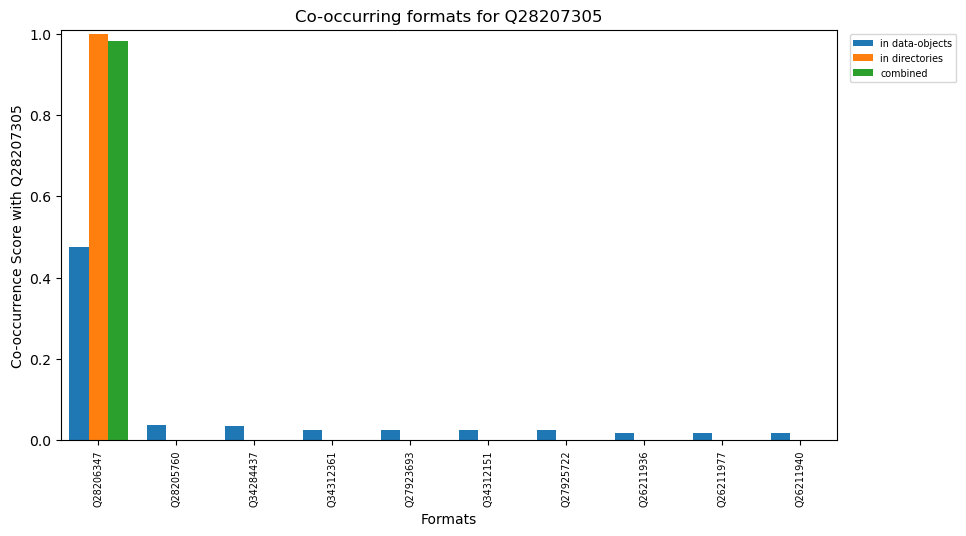 Co-occurring formats for Q28207305
in data-objects
in directories
combined
Co-occurrence Score with Q28207305
1.0
0.8
0.6
0.4
0.2
0.0
Q28206347
Q28205760
Q34284437
Q34312361
Q27923693
Q34312151
Q27925722
Q26211936
Q26211977
Q26211940
Formats